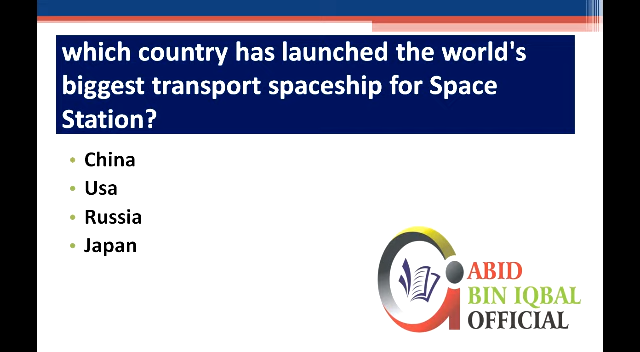 which country has launched the world's
biggest transport spaceship for Space
Station?
• China
• Usa
• Russia
• Japan
ABID
BIN IQBAL
OFFICIAL